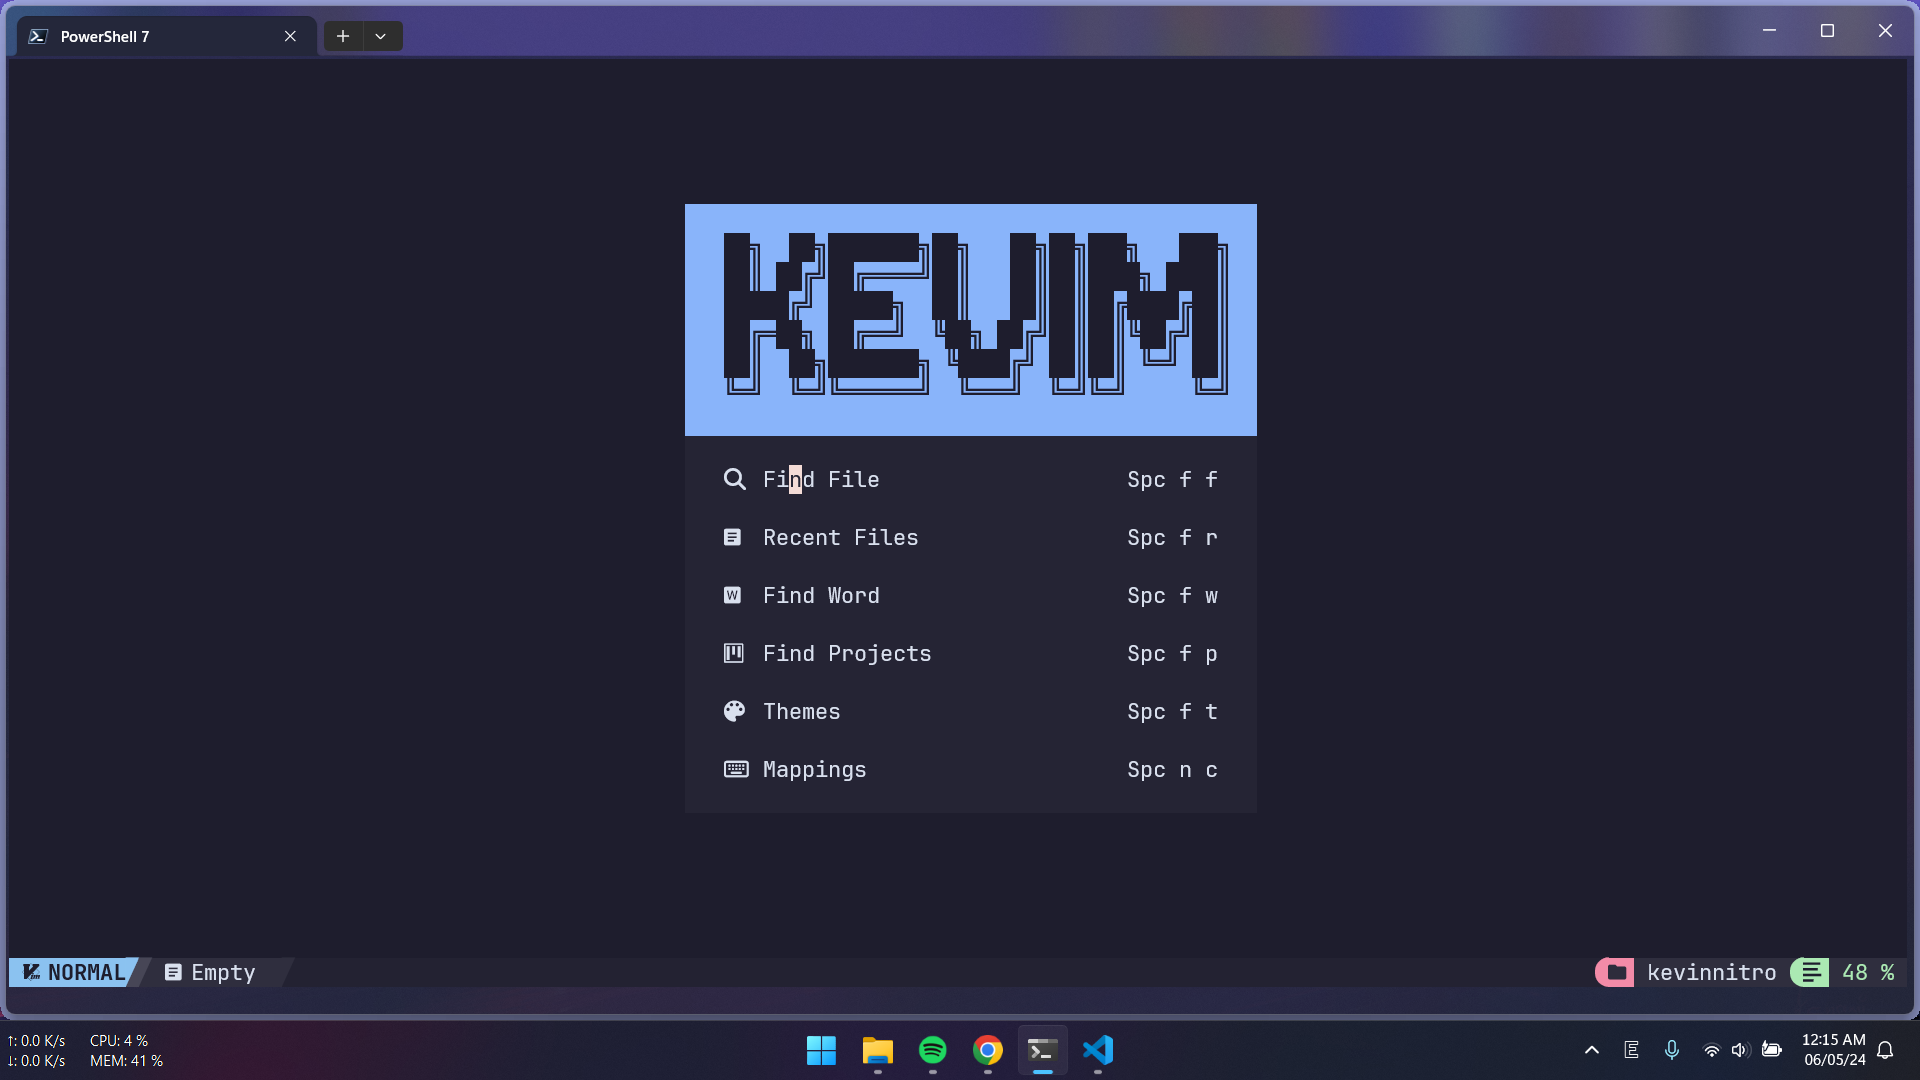 PowerShell 7
KEVIM
Find File Spc f f
Recent Files Spc f r
Find Word Spc f w
Find Projects Spc f p
Themes Spc f t
Mappings Spc n c
NORMAL Empty kevinnitro 48 %
↑: 0.0 K/s CPU: 4 %
↓: 0.0 K/s MEM: 41 %
E
12:15 AM
06/05/24